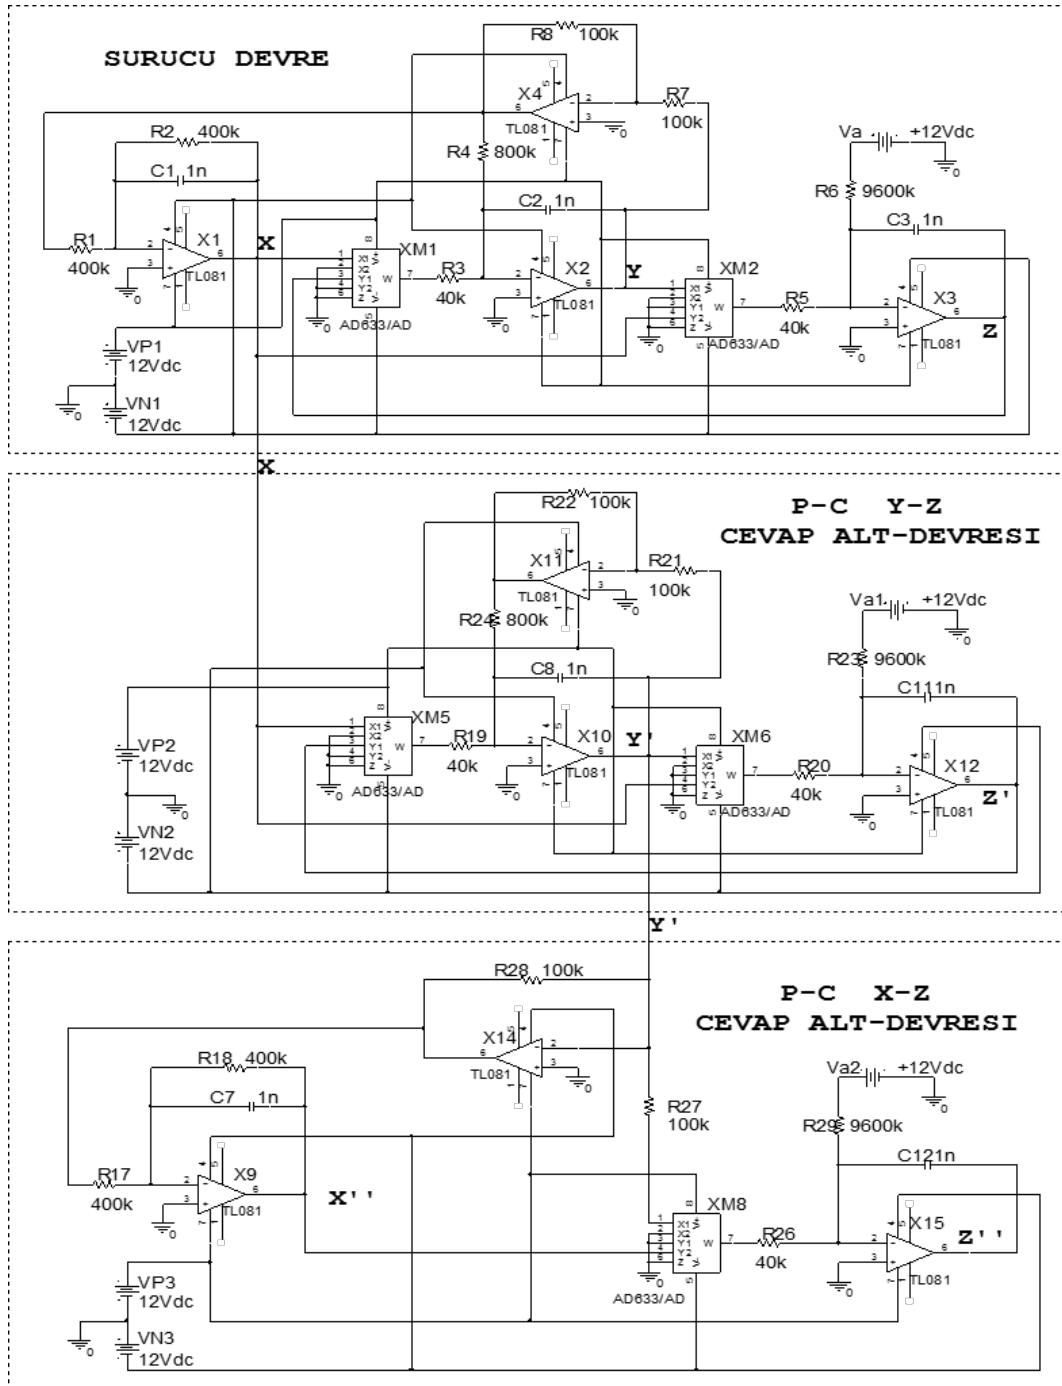 SURUCU DEVRE
R8 100k
X4
TL081
R7
100k
R2 400k
C1 1n
R4 800k
C2 1n
Va +12Vdc
R6 9600k
C3 1n
R1
400k
X1
TL081
X
XM1
AD633/AD
R3
40k
X2
TL081
Y
XM2
AD633/AD
R5
40k
X3
TL081
Z
VP1
12Vdc
VN1
12Vdc
X
P-C Y-Z
CEVAP ALT-DEVRESI
R22 100k
X11
TL081
R21
100k
R24 800k
C8 1n
Va1 +12Vdc
R23 9600k
C111n
XM5
AD633/AD
R19
40k
X10
TL081
Y'
XM6
AD633/AD
R20
40k
X12
TL081
Z'
VP2
12Vdc
VN2
12Vdc
Y'
P-C X-Z
CEVAP ALT-DEVRESI
R28 100k
X14
TL081
R18 400k
C7 1n
R27
100k
Va2 +12Vdc
R29 9600k
C121n
R17
400k
X9
TL081
X''
XM8
AD633/AD
R26
40k
X15
TL081
Z''
VP3
12Vdc
VN3
12Vdc